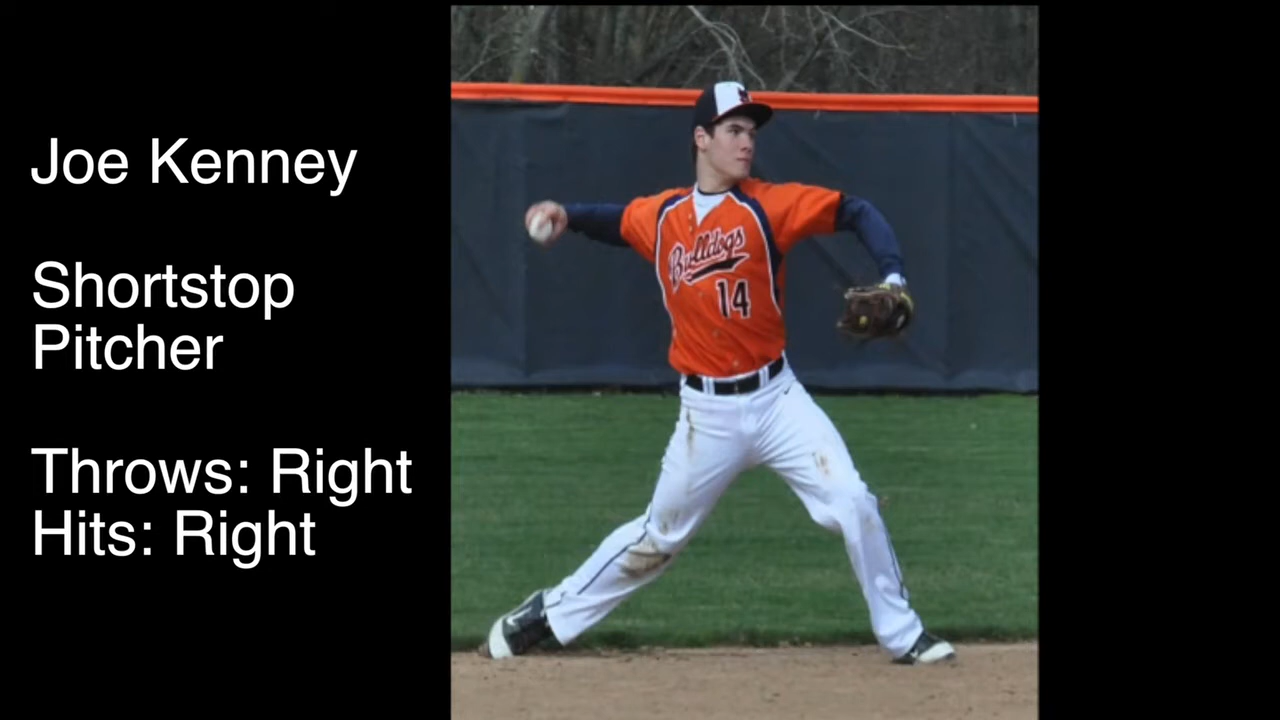 Joe Kenney
Shortstop
Pitcher
Throws: Right
Hits: Right
Bulldogs
14